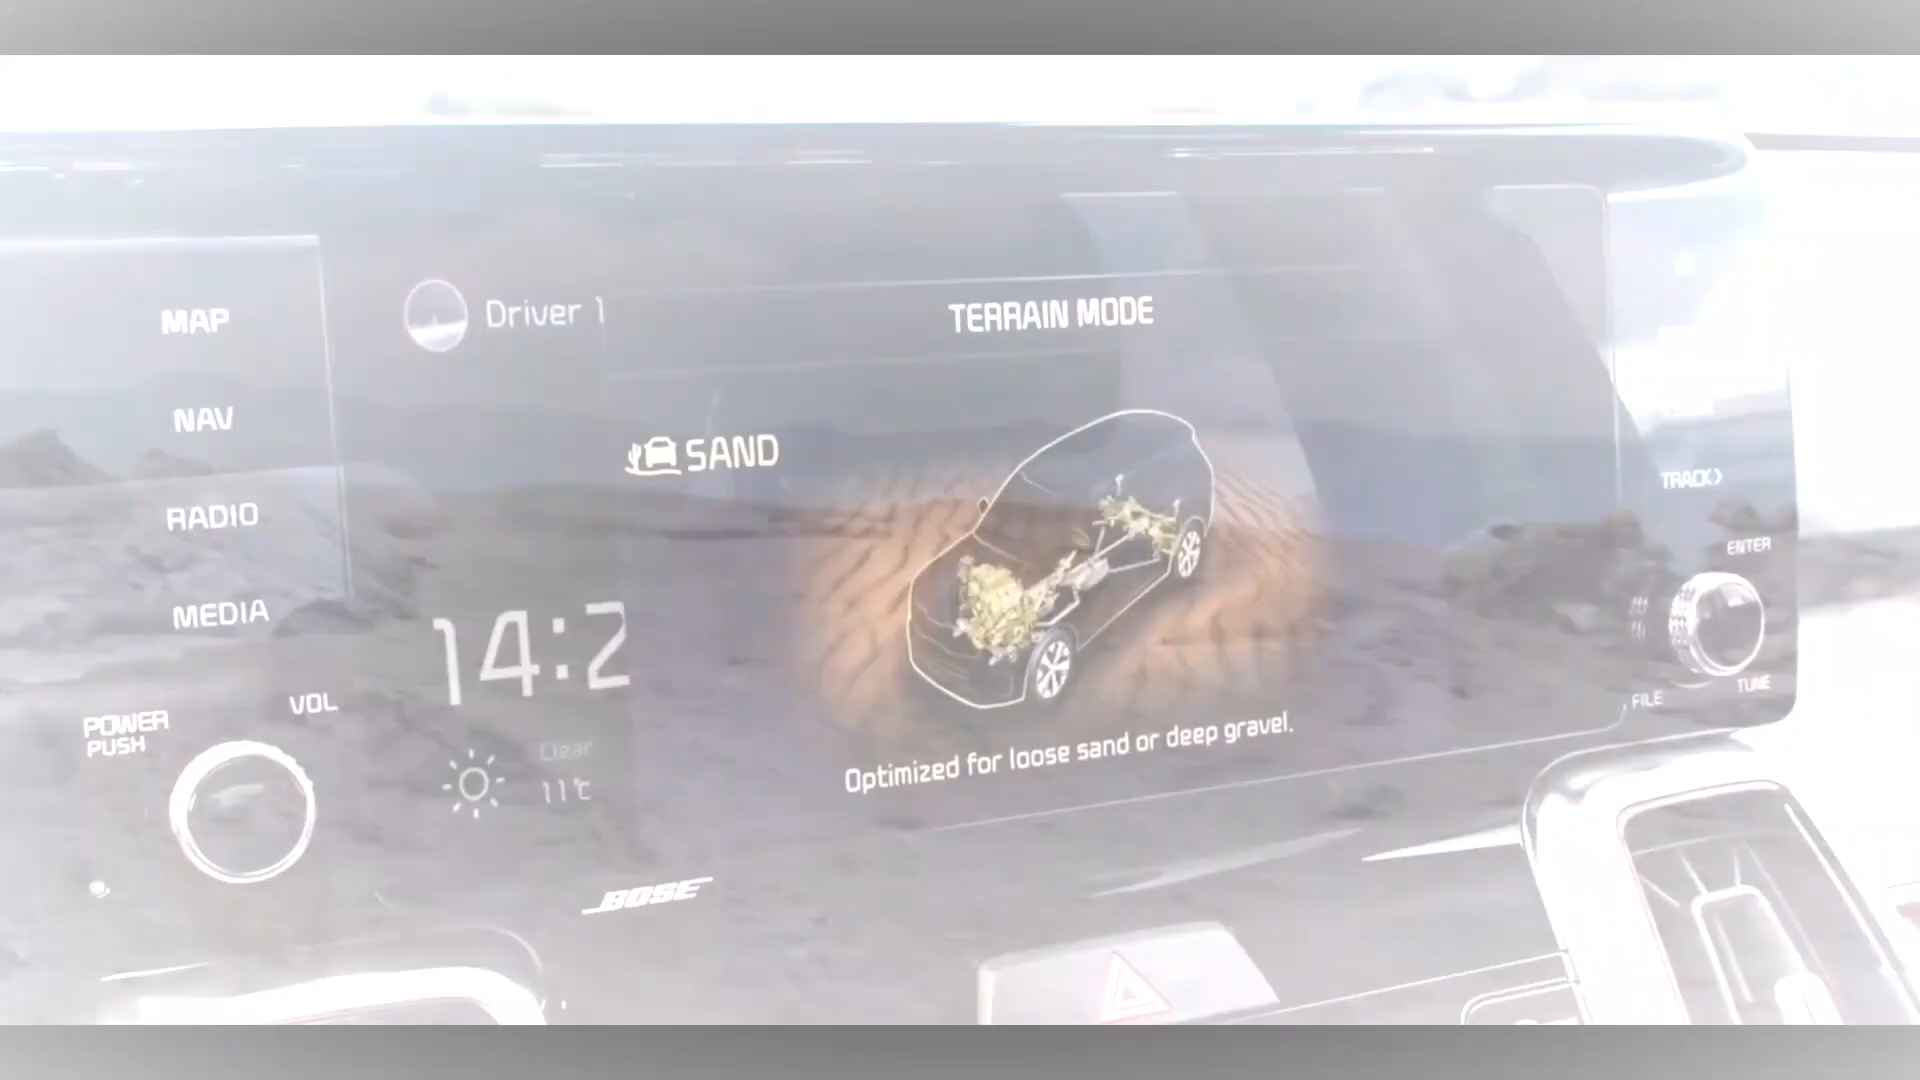 MAP
NAV
RADIO
MEDIA
POWER
PUSH
VOL
Driver 1
14:2
Clear
11℃
BOSE
TERRAIN MODE
SAND
Optimized for loose sand or deep gravel.
TRACK>
ENTER
FILE
TUNE